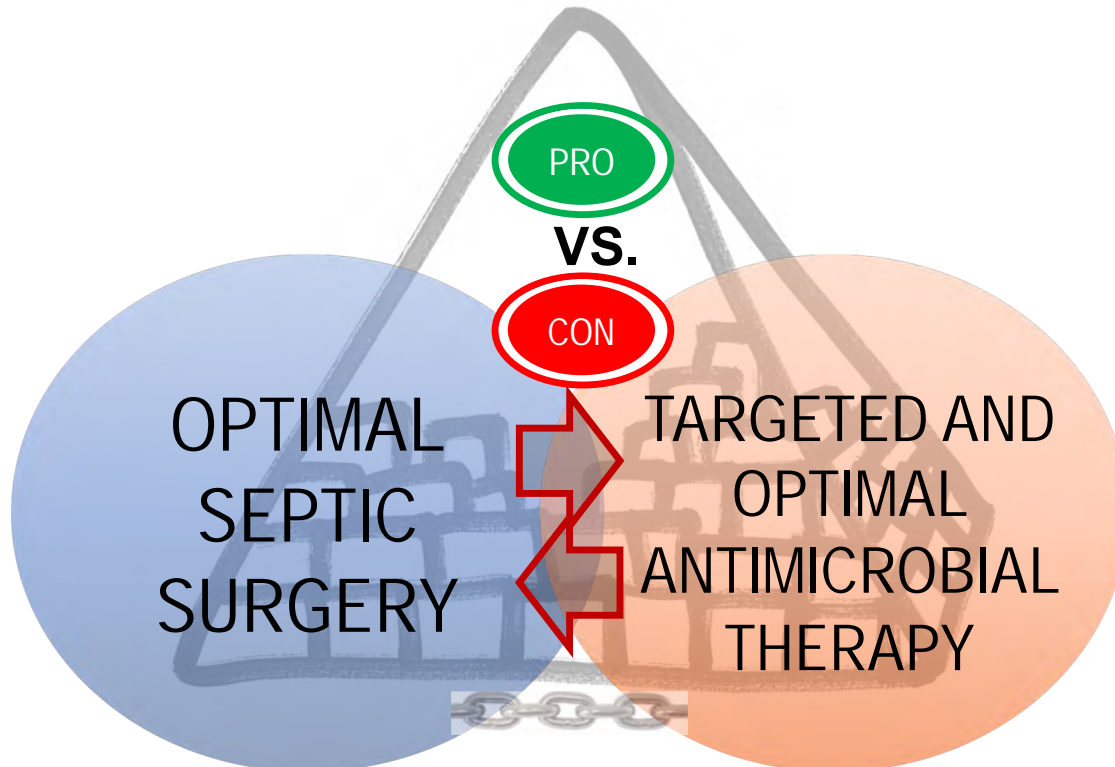 PRO
VS.
CON
OPTIMAL
SEPTIC
SURGERY
TARGETED AND
OPTIMAL
ANTIMICROBIAL
THERAPY